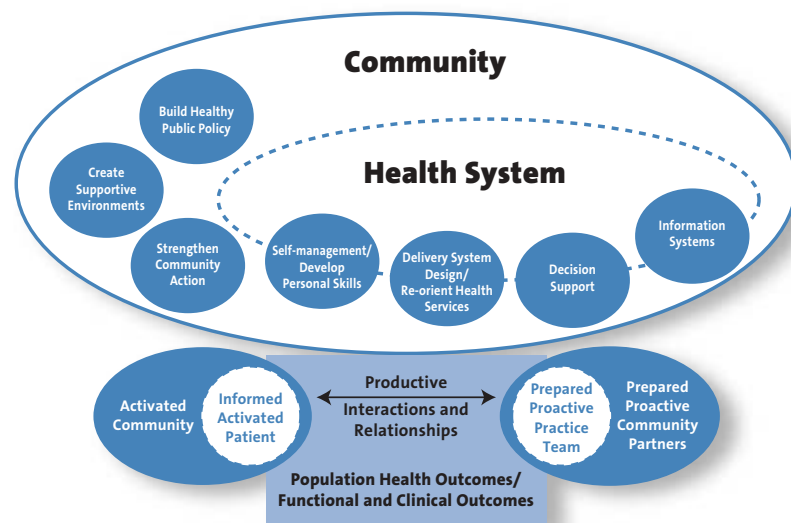 Community
Build Healthy
Public Policy
Health System
Create
Supportive
Environments
Strengthen
Community
Action
Self-management/
Develop
Personal Skills
Delivery System
Design/
Re-orient Health
Services
Decision
Support
Information
Systems
Activated
Community
Informed
Activated
Patient
Productive
Interactions and
Relationships
Prepared
Proactive
Practice
Team
Prepared
Proactive
Community
Partners
Population Health Outcomes/
Functional and Clinical Outcomes